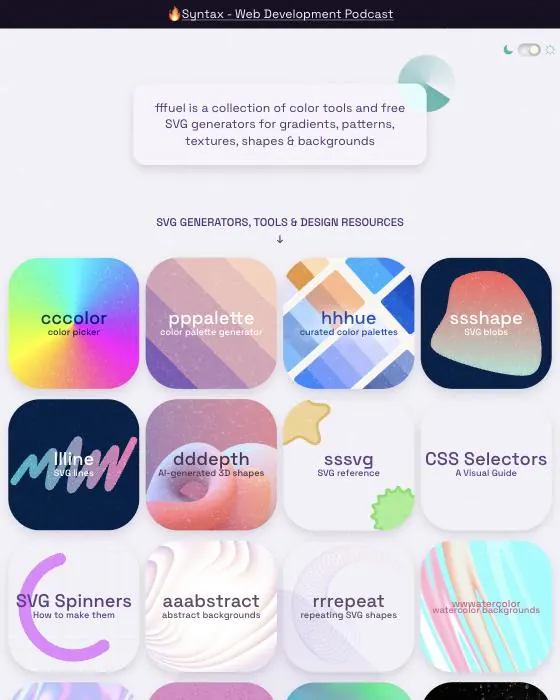 🔥Syntax - Web Development Podcast
fffuel is a collection of color tools and free
SVG generators for gradients, patterns,
textures, shapes & backgrounds
SVG GENERATORS, TOOLS & DESIGN RESOURCES
↓
cccolor
color picker
pppalette
color palette generator
hhhue
curated color palettes
ssshape
SVG blobs
llline
SVG lines
dddepth
AI-generated 3D shapes
sssvg
SVG reference
CSS Selectors
A Visual Guide
SVG Spinners
How to make them
aaabstract
abstract backgrounds
rrrepeat
repeating SVG shapes
wwwatercolor
watercolor backgrounds